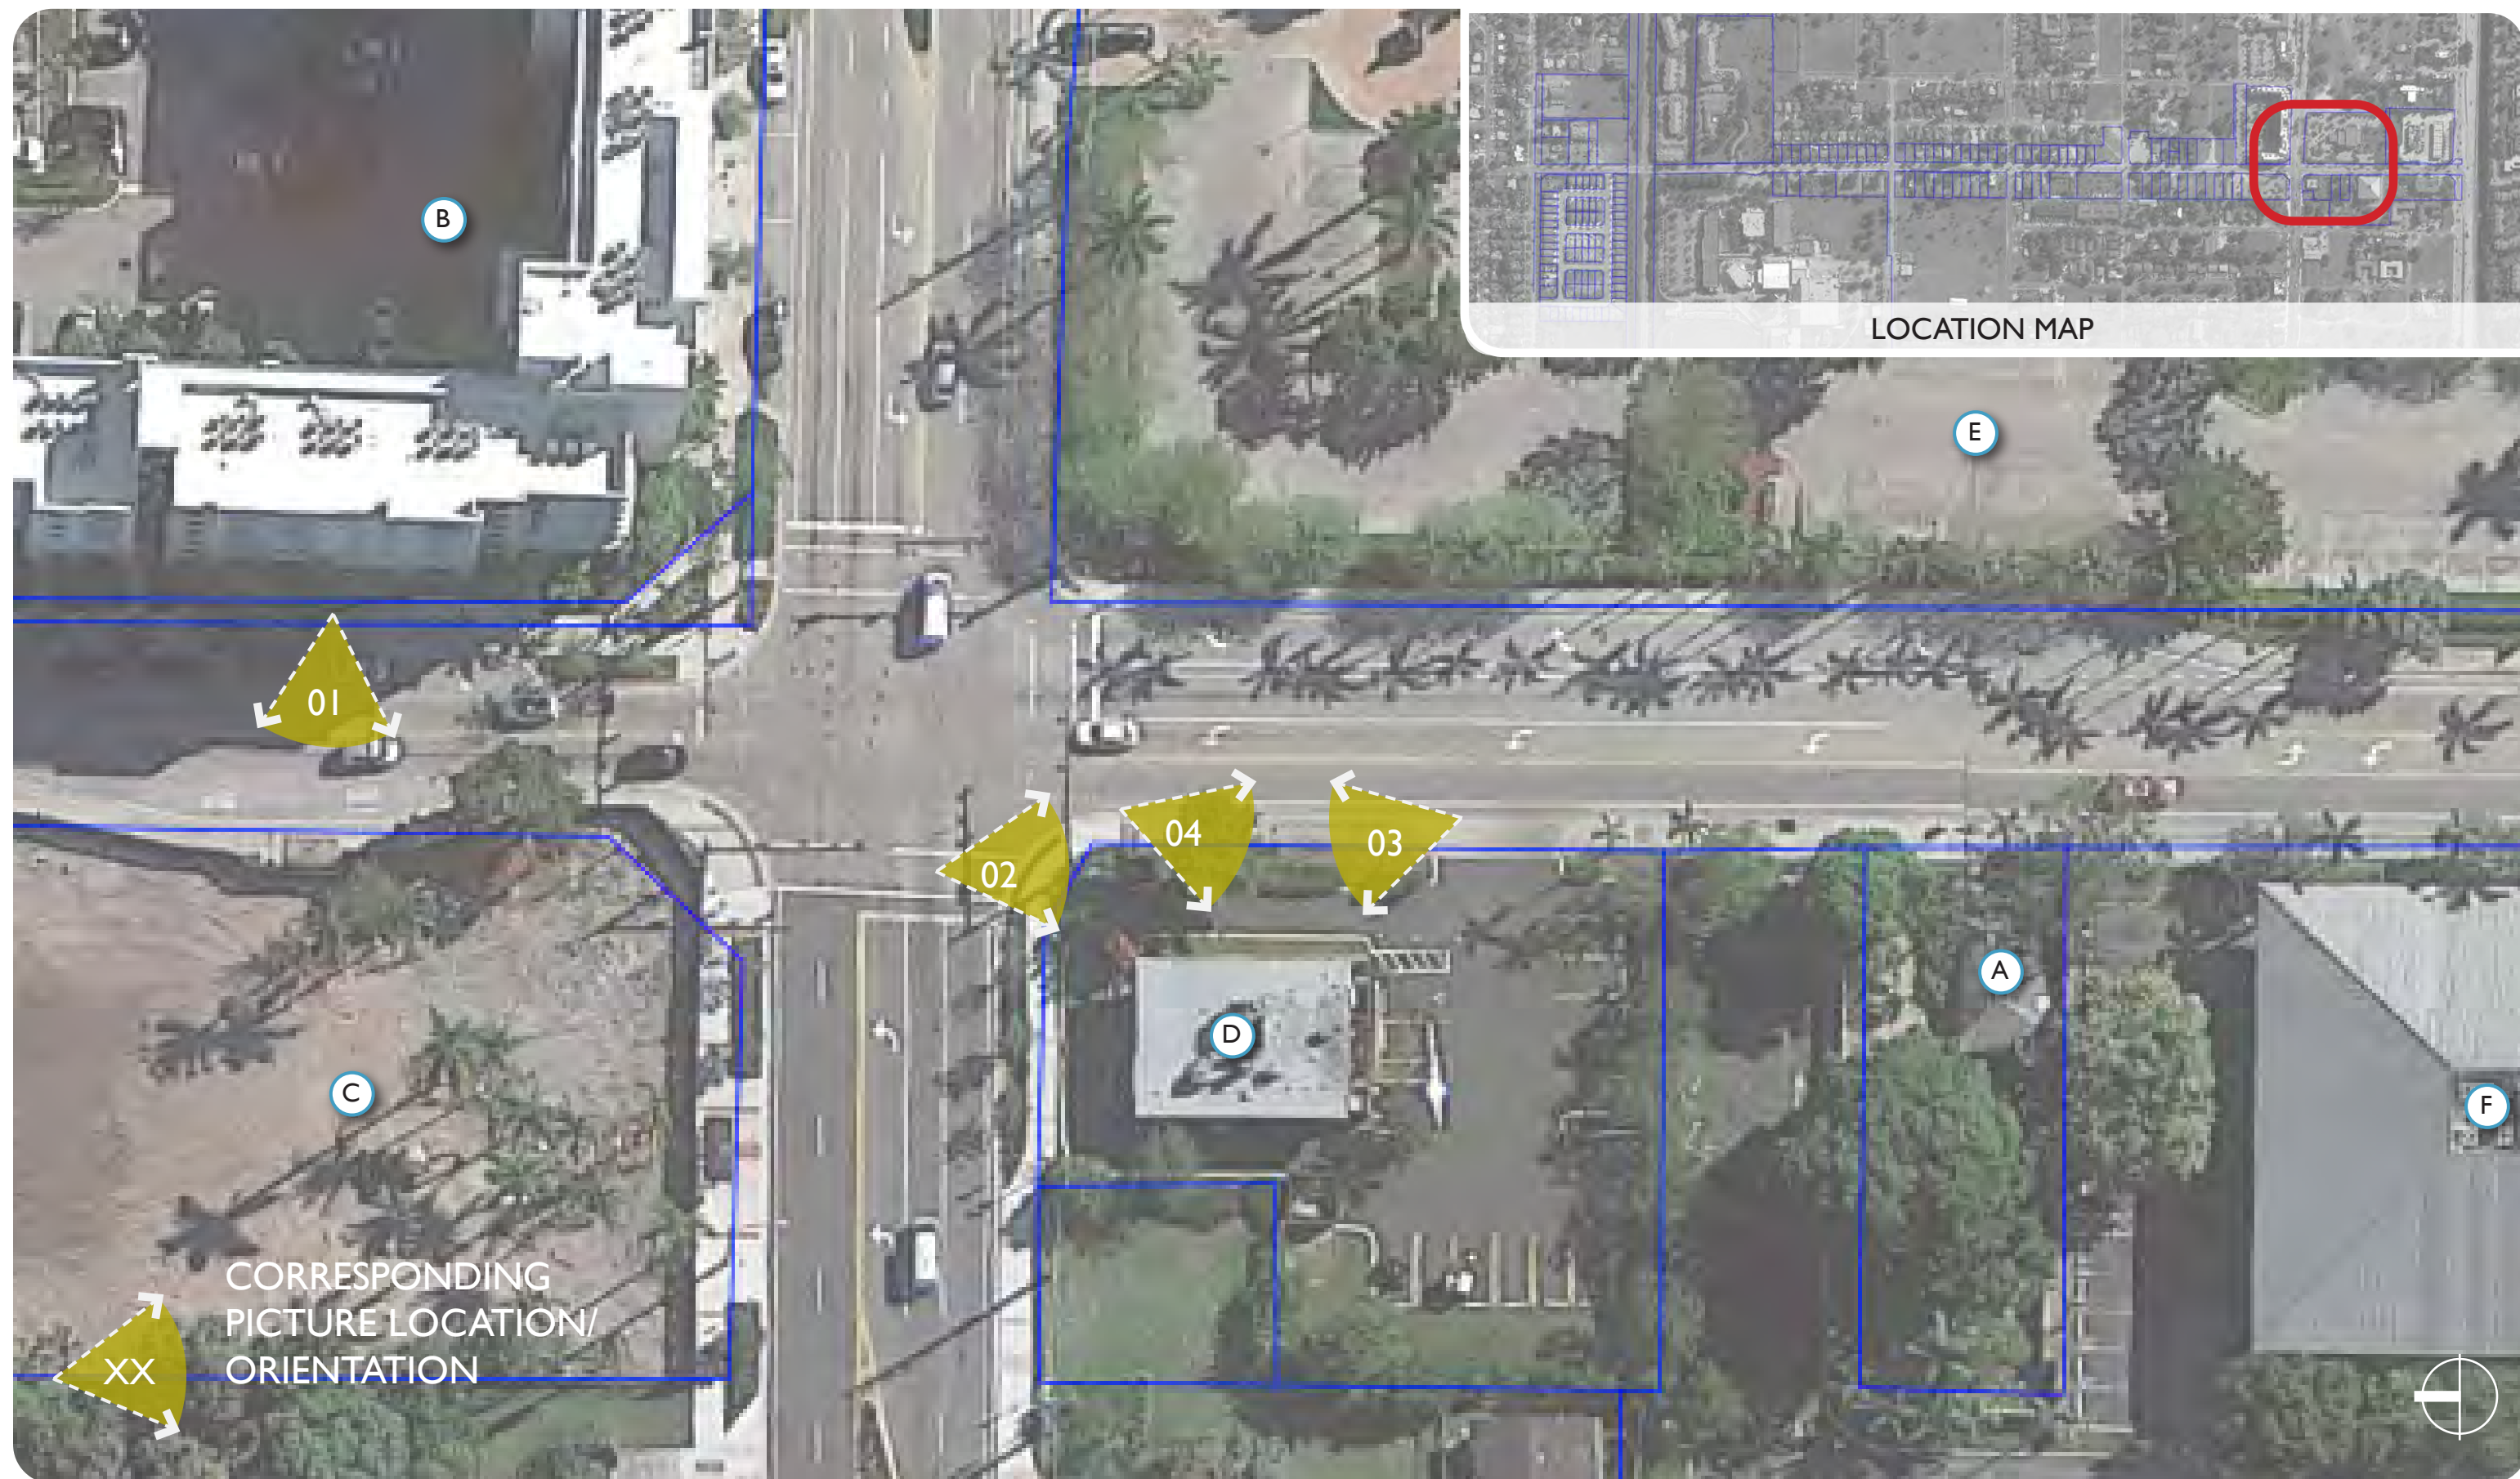 LOCATION MAP
B
E
01
02
04
03
A
D
C
F
CORRESPONDING
PICTURE LOCATION/
ORIENTATION
XX